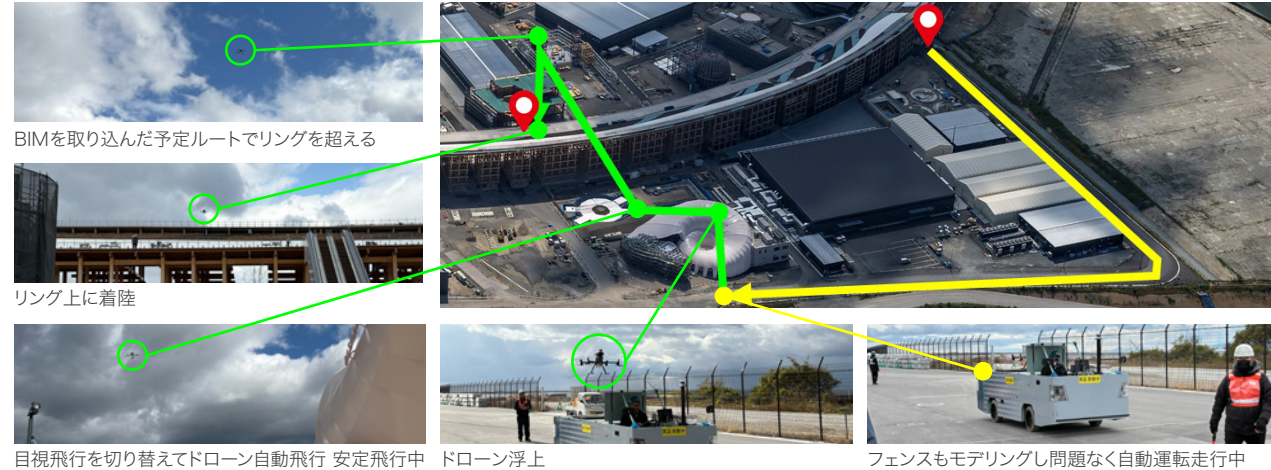 BIMを取り込んだ予定ルートでリングを超える
リング上に着陸
目視飛行を切り替えてドローン自動飛行 安定飛行中
ドローン浮上
フェンスもモデリングし問題なく自動運転走行中